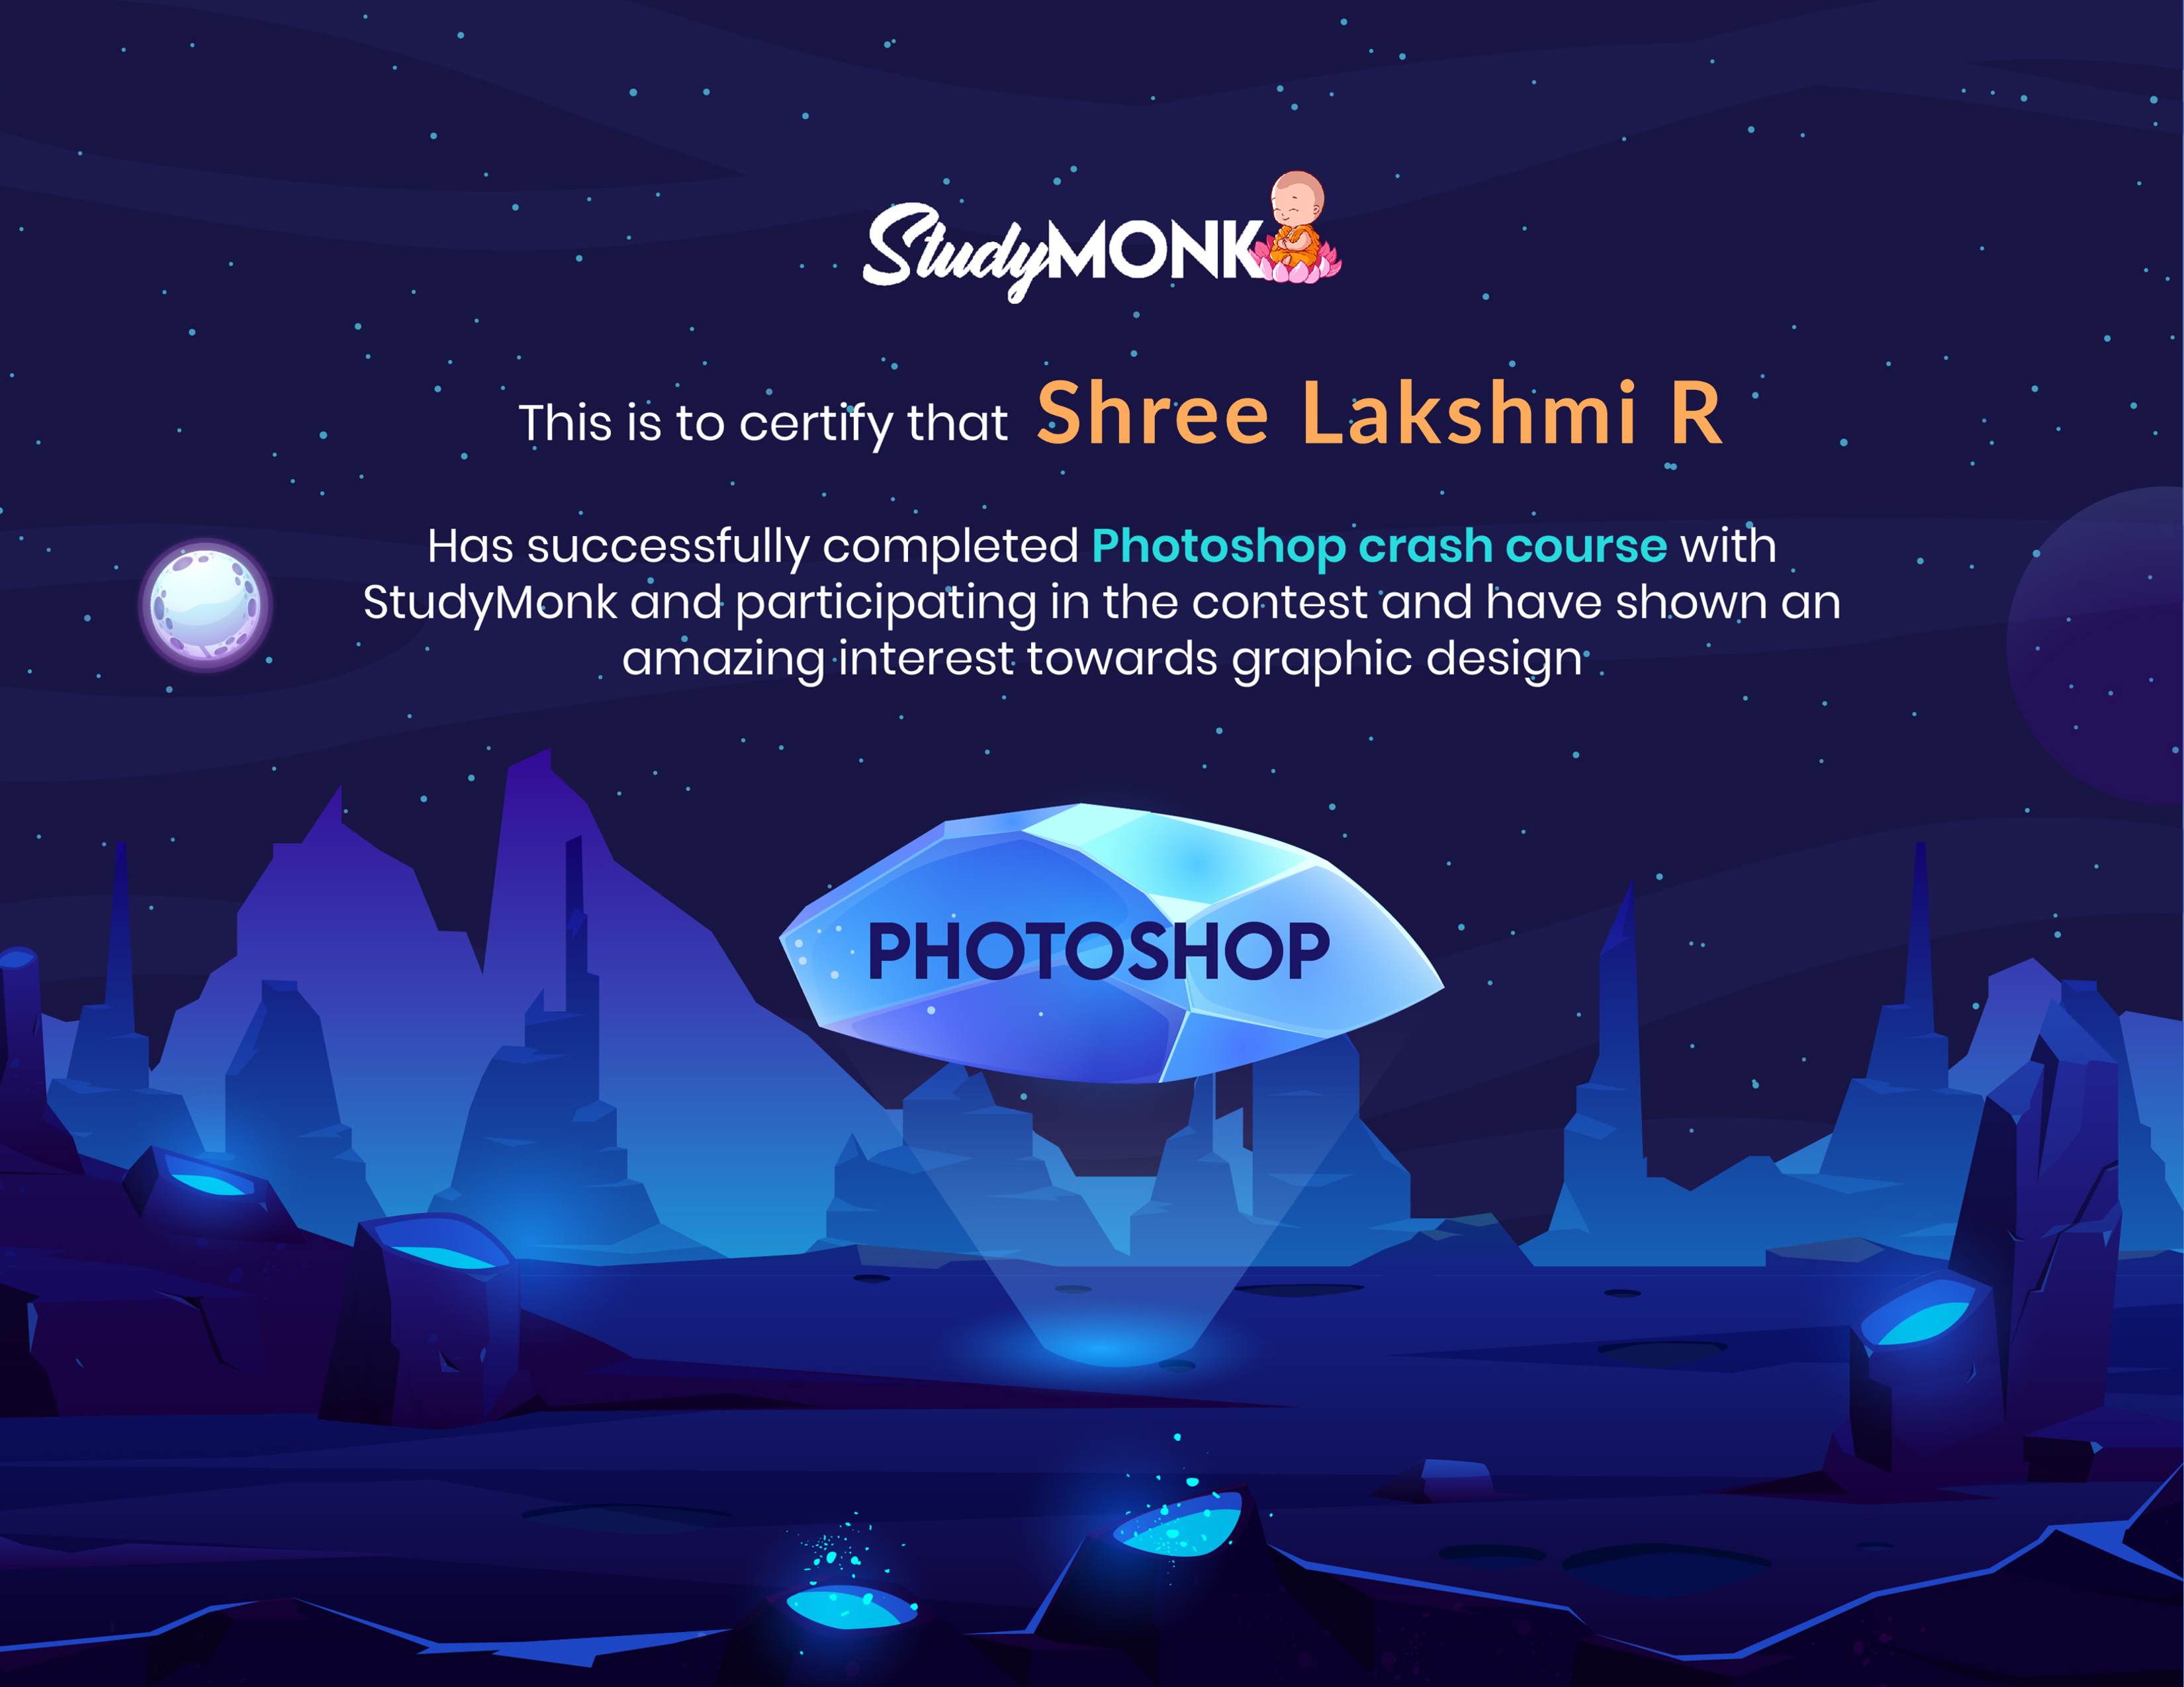 StudyMONK
This is to certify that Shree Lakshmi R
Has successfully completed Photoshop crash course with
StudyMonk and participating in the contest and have shown an
amazing interest towards graphic design
PHOTOSHOP